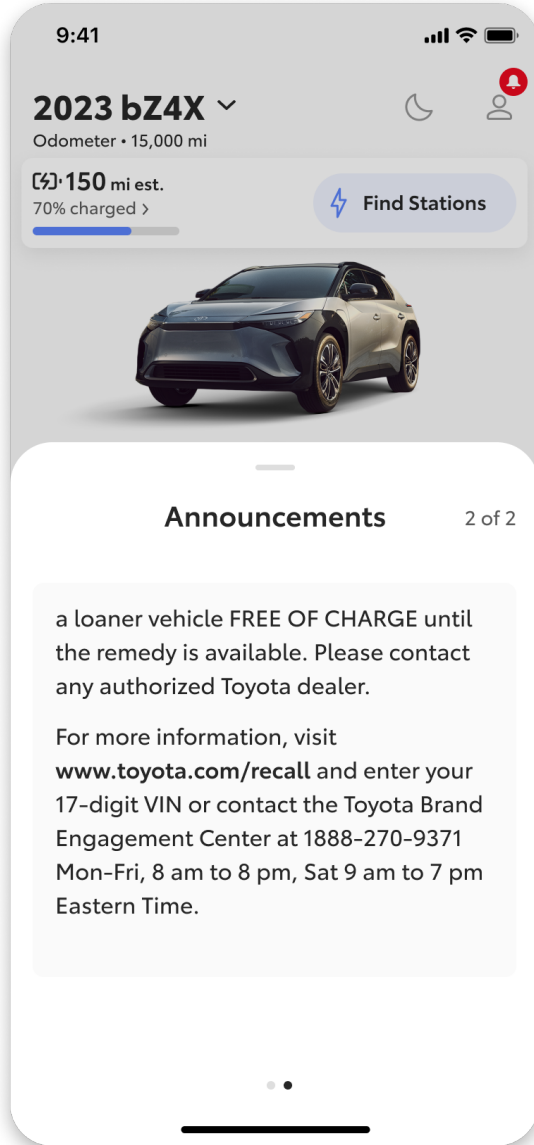 9:41
2023 bZ4X
Odometer • 15,000 mi
150 mi est.
70% charged >
Find Stations
Announcements
2 of 2
a loaner vehicle FREE OF CHARGE until
the remedy is available. Please contact
any authorized Toyota dealer.
For more information, visit
www.toyota.com/recall and enter your
17-digit VIN or contact the Toyota Brand
Engagement Center at 1888-270-9371
Mon-Fri, 8 am to 8 pm, Sat 9 am to 7 pm
Eastern Time.